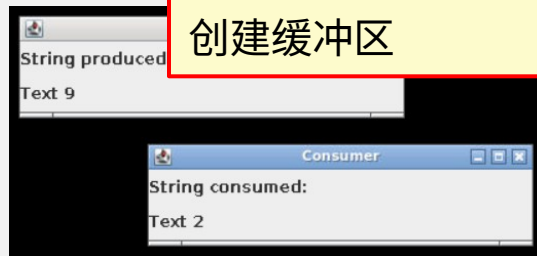 创建缓冲区
String produced
Text 9
Consumer
String consumed:
Text 2